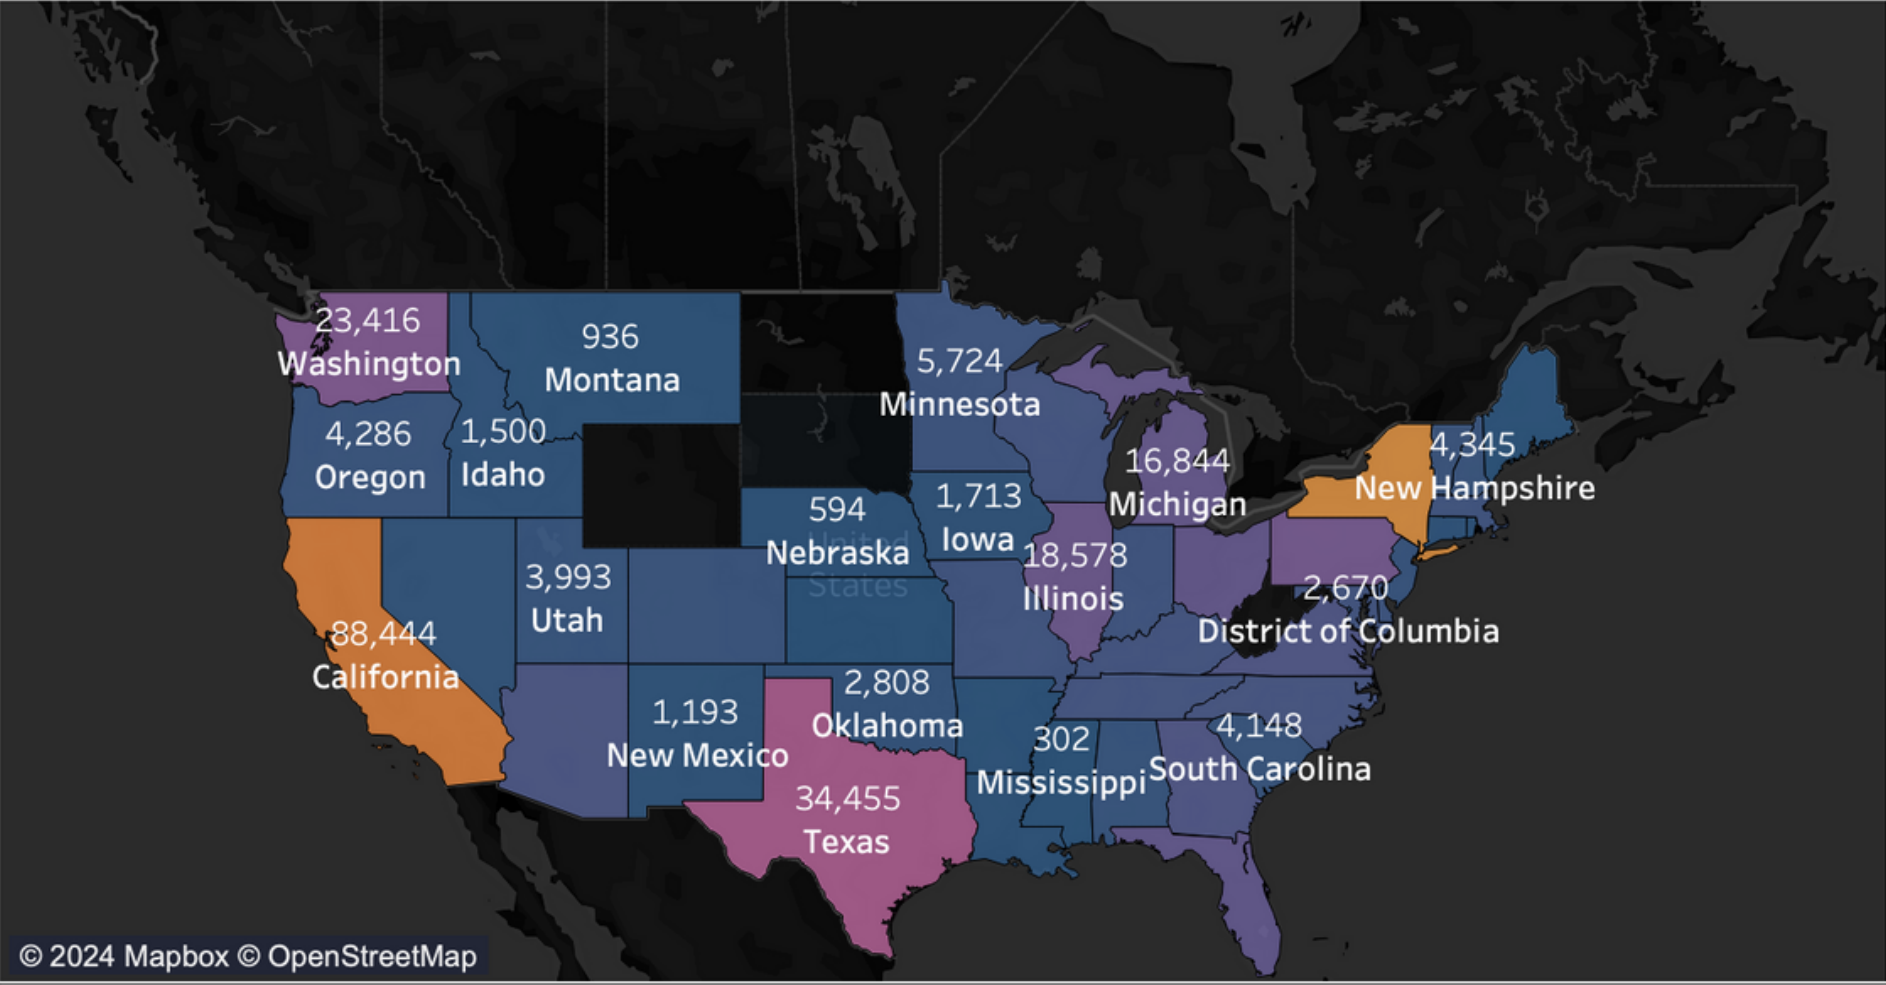 23,416
Washington
936
Montana
5,724
Minnesota
4,286
Oregon
1,500
Idaho
4,345
New Hampshire
16,844
Michigan
594
Nebraska
United
States
1,713
Iowa
18,578
Illinois
3,993
Utah
2,670
District of Columbia
88,444
California
1,193
New Mexico
2,808
Oklahoma
302
Mississippi
4,148
South Carolina
34,455
Texas
© 2024 Mapbox © OpenStreetMap